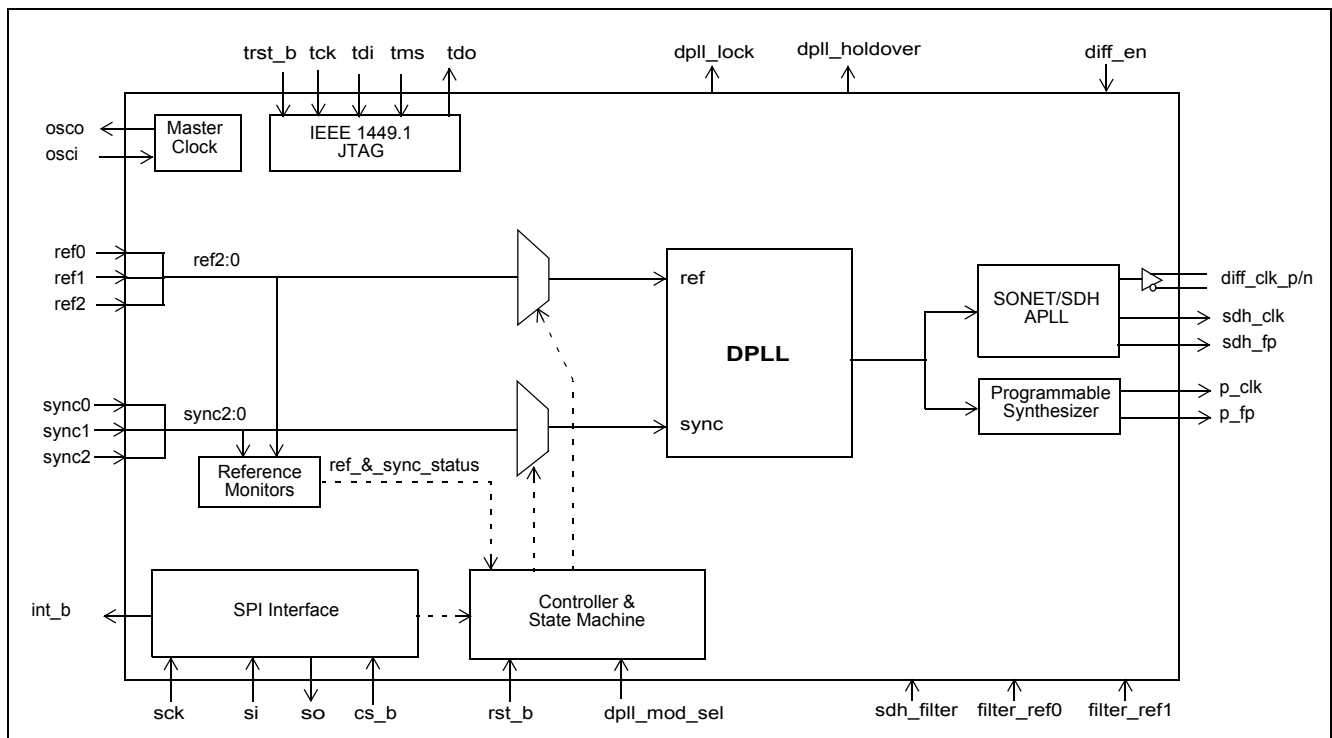 trst_b tck tdi tms tdo dpll_lock dpll_holdover diff_en
osco
osci
Master
Clock
IEEE 1449.1
JTAG
ref0
ref1
ref2
ref2:0
ref
DPLL
sync
SONET/SDH
APLL
diff_clk_p/n
sdh_clk
sdh_fp
Programmable
Synthesizer
p_clk
p_fp
sync0
sync1
sync2
sync2:0
Reference
Monitors
ref_&_sync_status
int_b
SPI Interface
Controller &
State Machine
sck si so cs_b rst_b dpll_mod_sel sdh_filter filter_ref0 filter_ref1